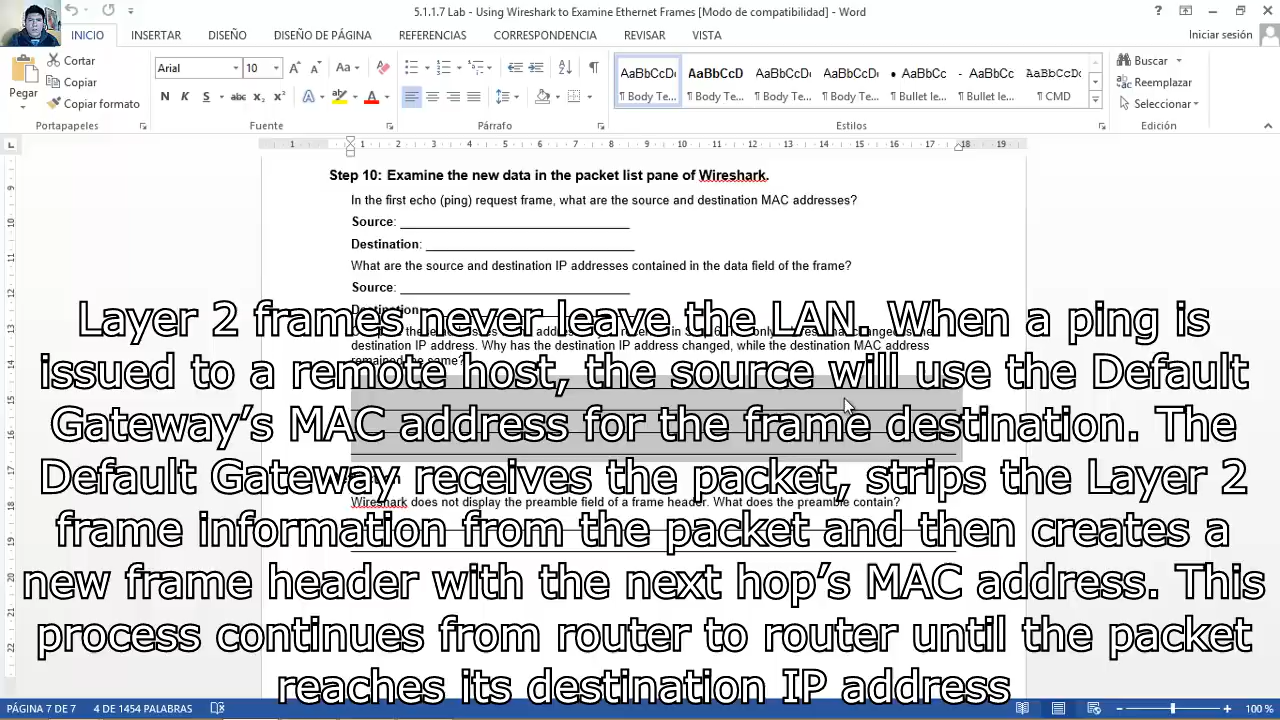 5.1.1.7 Lab - Using Wireshark to Examine Ethernet Frames [Modo de compatibilidad] - Word
INICIO INSERTAR DISEÑO DISEÑO DE PÁGINA REFERENCIAS CORRESPONDENCIA REVISAR VISTA Iniciar sesión
Pegar
Cortar
Copiar
Copiar formato
Portapapeles
Arial 10
N K S abc x₂ x²
Fuente
Párrafo
AaBbCcDc AaBbCcD AaBbCcDc AaBbCcDc AaBbCc AaBbCc AaBbCcDc
¶ Body Te... ¶ Body Te... ¶ Body Te... ¶ Body Te... ¶ Bullet le... ¶ Bullet le... ¶ CMD
Estilos
Buscar
Reemplazar
Seleccionar
Edición
Step 10: Examine the new data in the packet list pane of Wireshark.
In the first echo (ping) request frame, what are the source and destination MAC addresses?
Source:
Destination:
What are the source and destination IP addresses contained in the data field of the frame?
Source:
Destination:
destination IP address. Why has the destination IP address changed, while the destination MAC address
remained the same?
Layer 2 frames never leave the LAN. When a ping is
issued to a remote host, the source will use the Default
Gateway’s MAC address for the frame destination. The
Default Gateway receives the packet, strips the Layer 2
Wireshark does not display the preamble field of a frame header. What does the preamble contain?
frame information from the packet and then creates a
new frame header with the next hop’s MAC address. This
process continues from router to router until the packet
reaches its destination IP address
PÁGINA 7 DE 7 4 DE 1454 PALABRAS 100 %